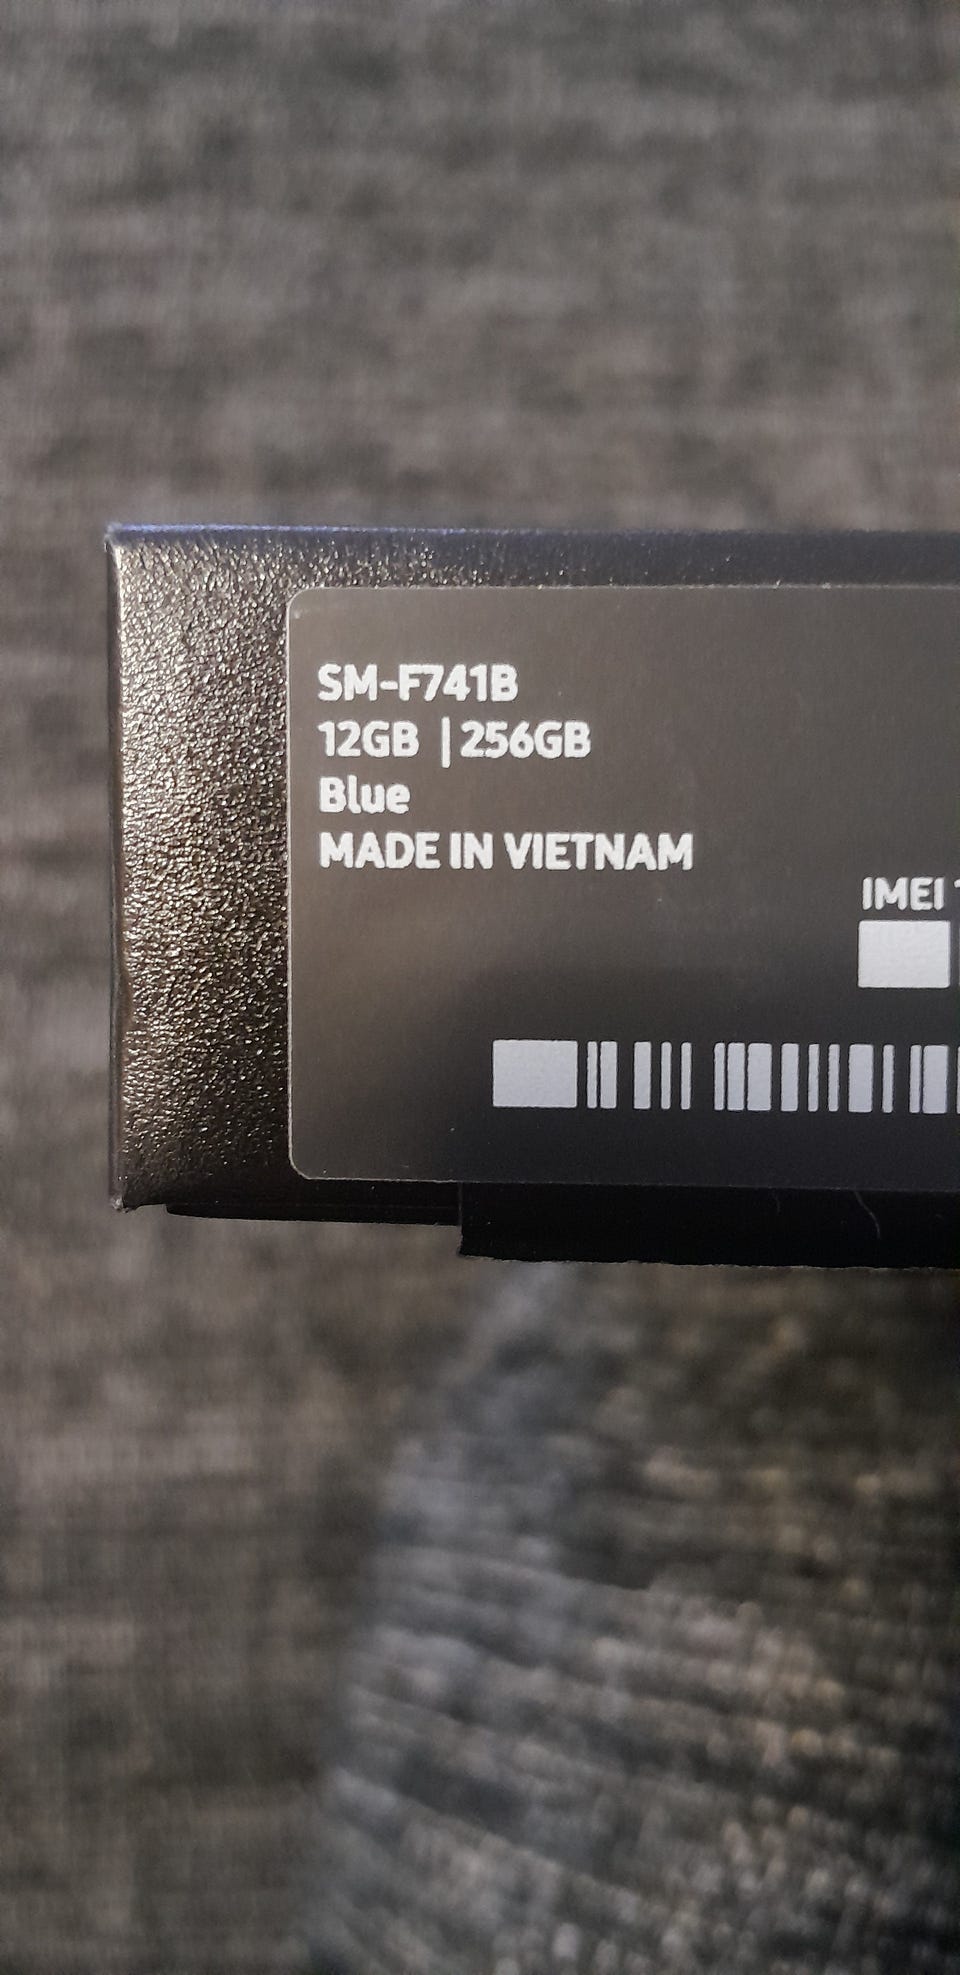 SM-F741B
12GB | 256GB
Blue
MADE IN VIETNAM
IMEI